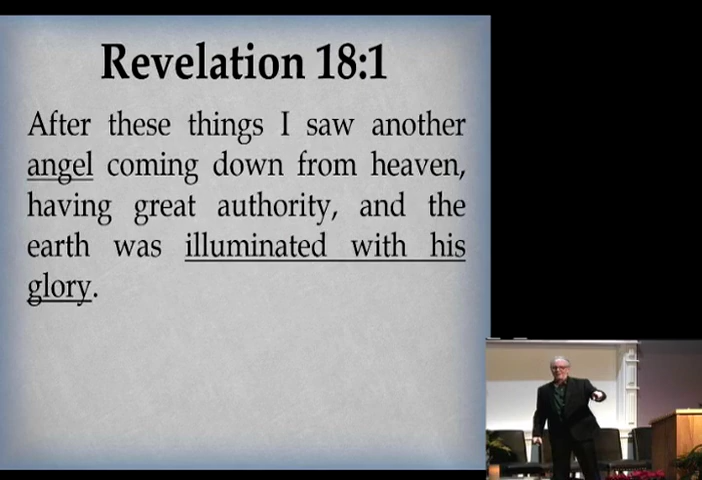 Revelation 18:1
After these things I saw another
angel coming down from heaven,
having great authority, and the
earth was illuminated with his
glory.